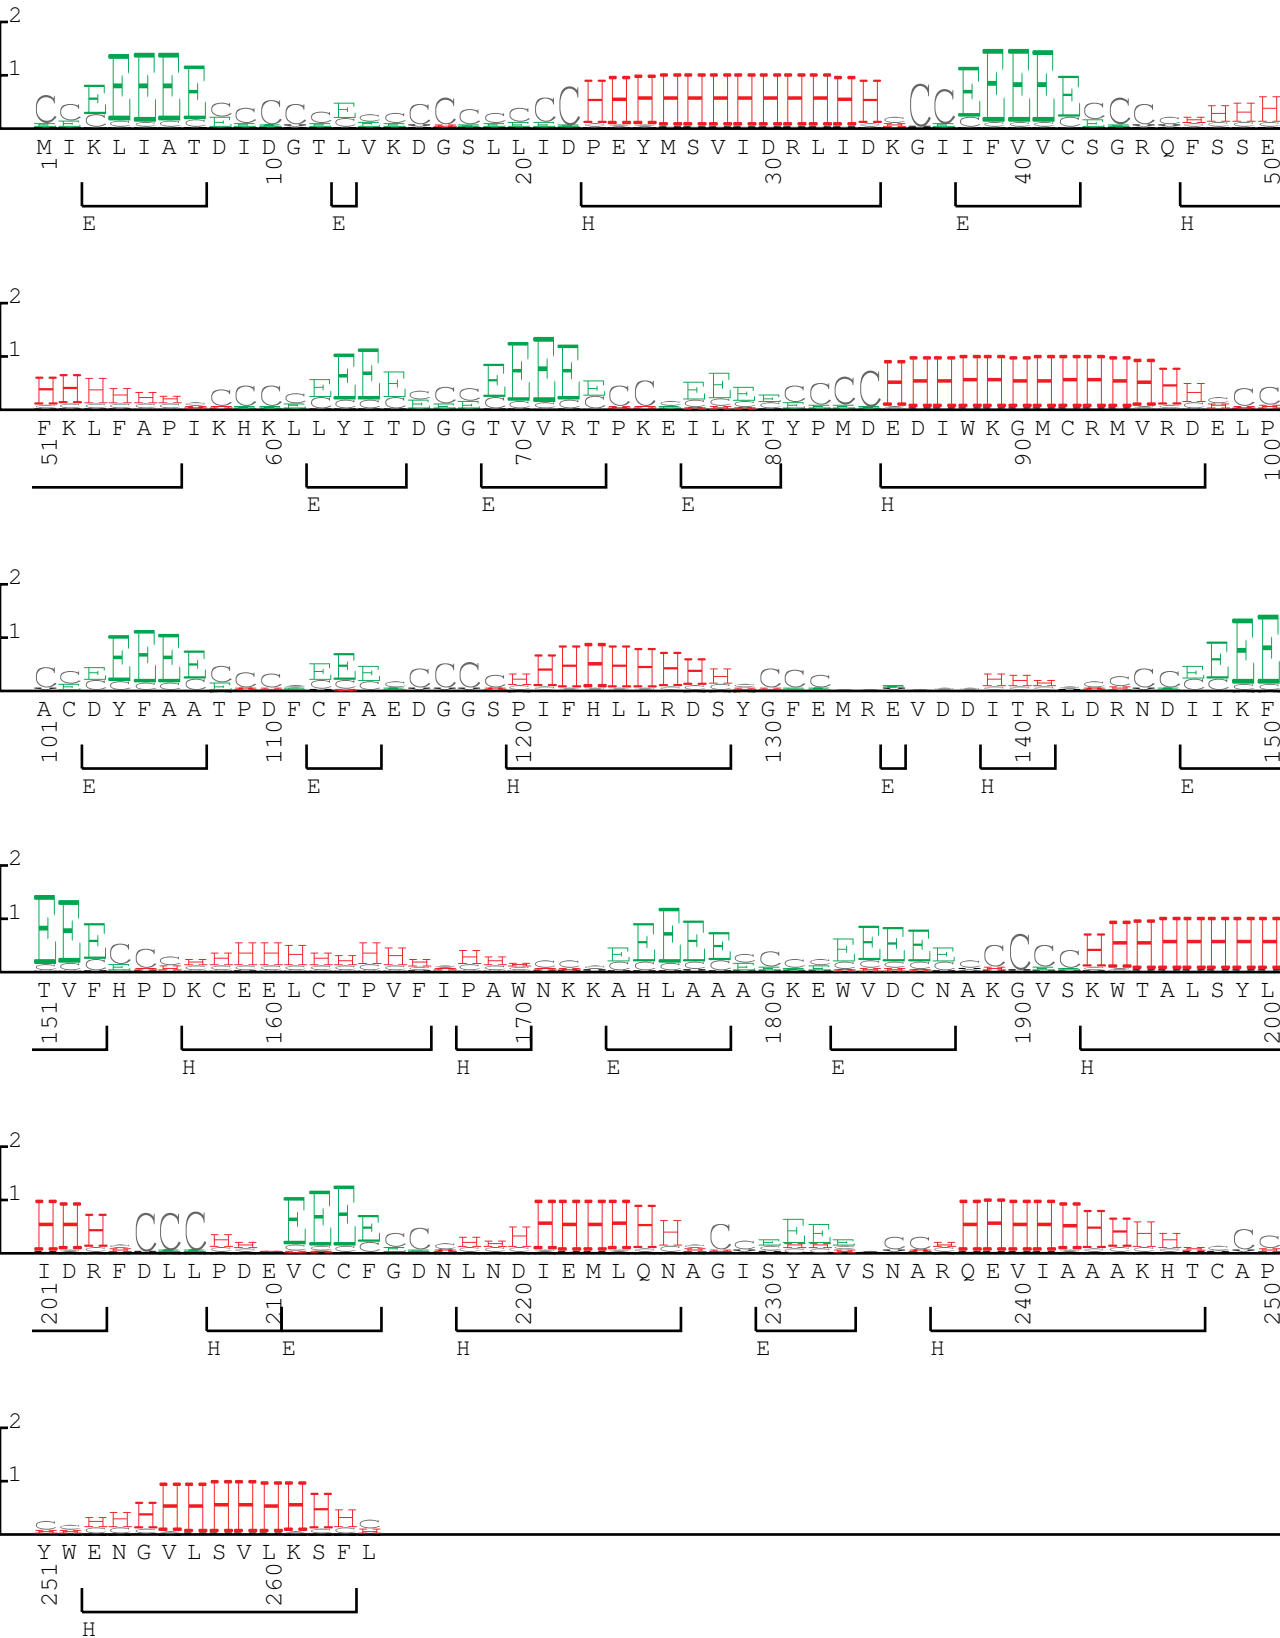 2
1
M I K L I A T D I D G T L V K D G S L L I D P E Y M S V I D R L I D K G I I F V V C S G R Q F S S E
1 10 20 30 40 50
E E H E H
2
1
F K L F A P I K H K L L Y I T D G G T V V R T P K E I L K T Y P M D E D I W K G M C R M V R D E L P
51 60 70 80 90 100
E E E H
2
1
A C D Y F A A T P D F C F A E D G G S P I F H L L R D S Y G F E M R E V D D I T R L D R N D I I K F
101 110 120 130 140 150
E E H E H E
2
1
T V F H P D K C E E L C T P V F I P A W N K K A H L A A A G K E W V D C N A K G V S K W T A L S Y L
151 160 170 180 190 200
H H E E H
2
1
I D R F D L L P D E V C C F G D N L N D I E M L Q N A G I S Y A V S N A R Q E V I A A A K H T C A P
201 210 220 230 240 250
H E H E H
2
1
Y W E N G V L S V L K S F L
251 260
H